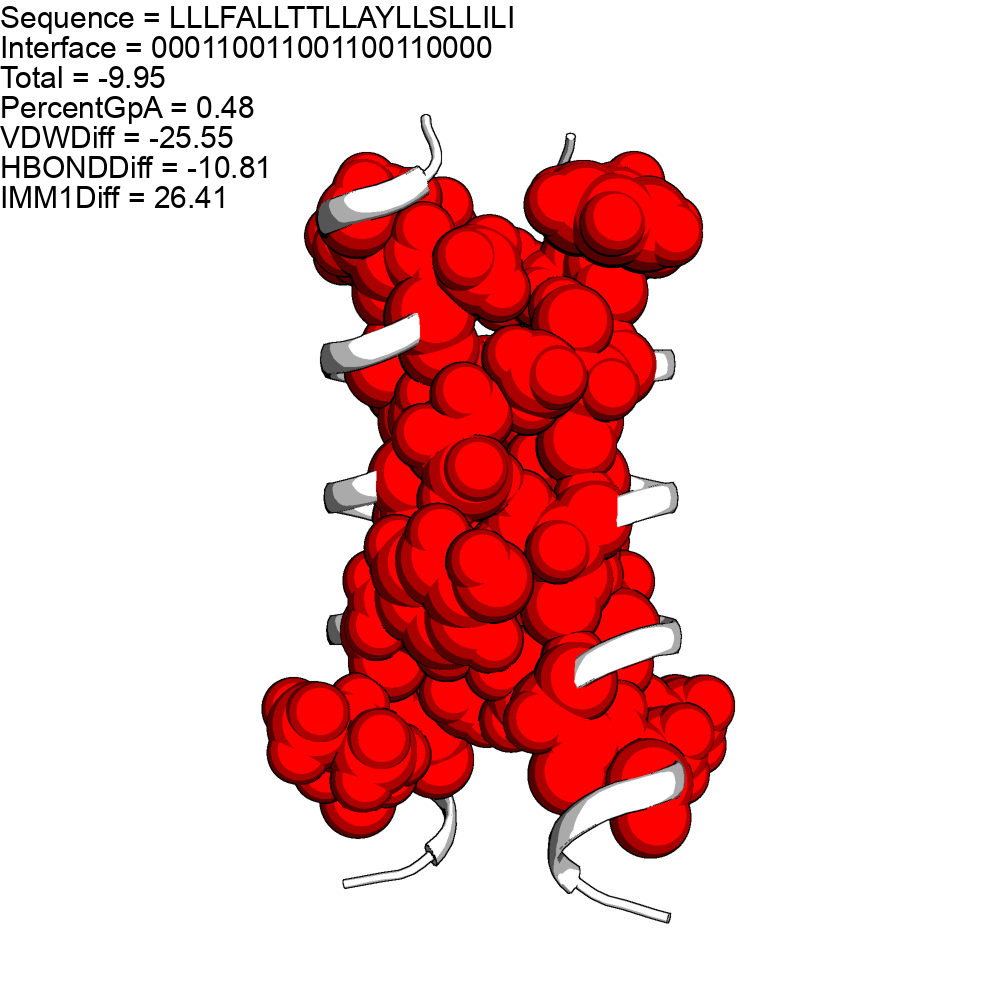 Sequence = LLLFALLTTLLAYLLSLLILI
Interface = 000110011001100110000
Total = -9.95
PercentGpA = 0.48
VDWDiff = -25.55
HBONDDiff = -10.81
IMM1Diff = 26.41